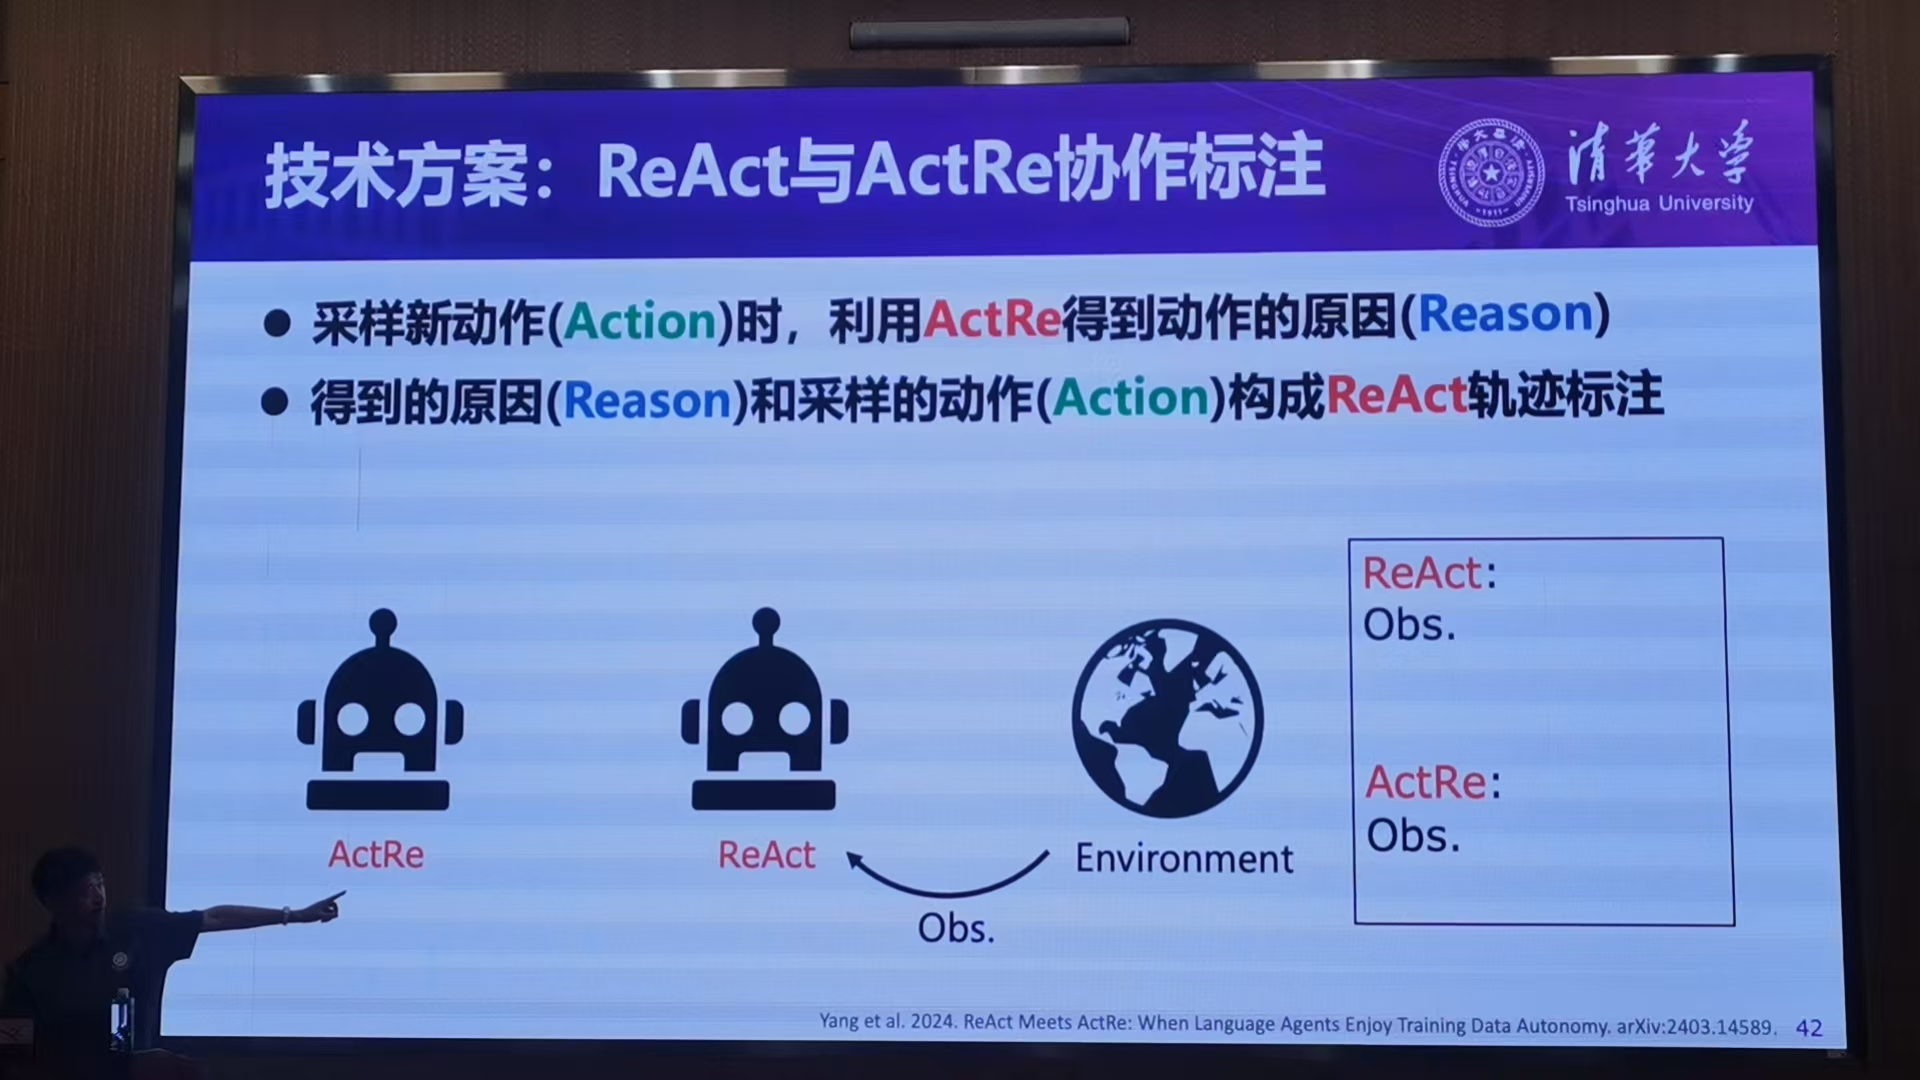 技术方案：ReAct与ActRe协作标注
清华大学
Tsinghua University
● 采样新动作(Action)时，利用ActRe得到动作的原因(Reason)
● 得到的原因(Reason)和采样的动作(Action)构成ReAct轨迹标注
ReAct:
Obs.
ActRe:
Obs.
ActRe
ReAct
Environment
Obs.
Yang et al. 2024. ReAct Meets ActRe: When Language Agents Enjoy Training Data Autonomy. arXiv:2403.14589.
42